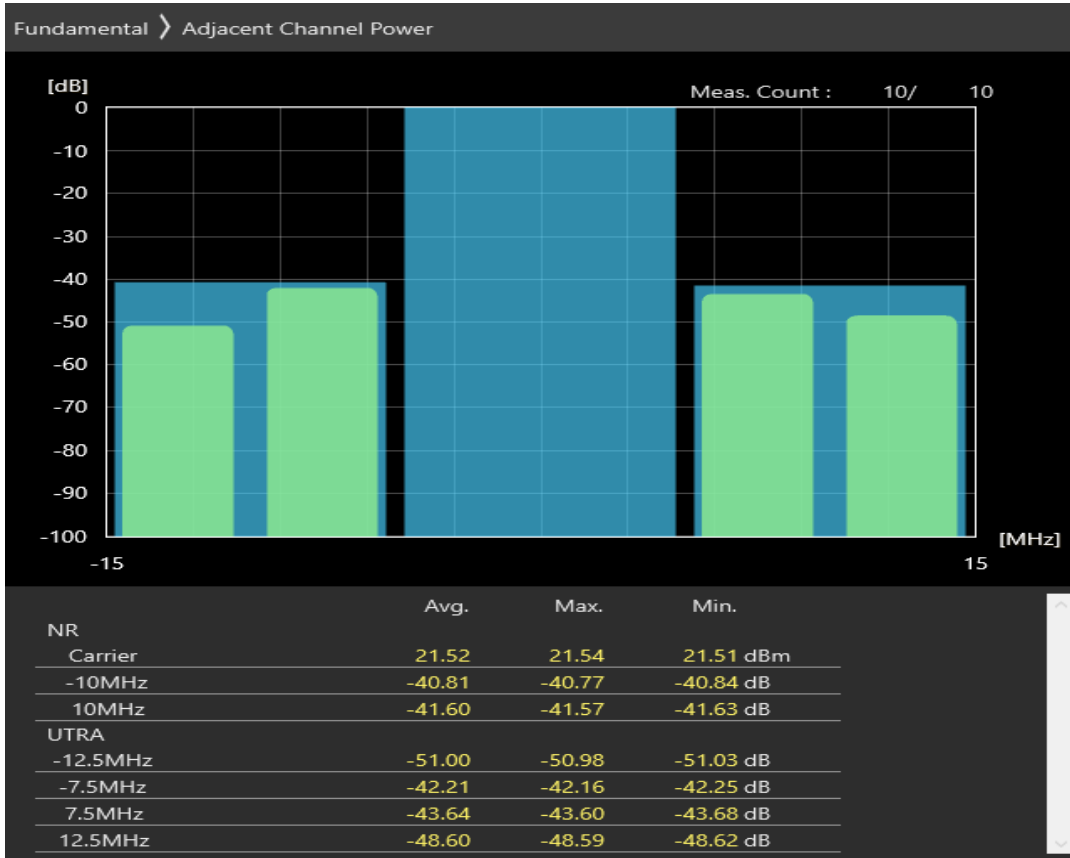 Fundamental 〉 Adjacent Channel Power
[dB]
Meas. Count : 10/ 10
0
-10
-20
-30
-40
-50
-60
-70
-80
-90
-100
[MHz]
-15 15
Avg. Max. Min.
NR
Carrier 21.52 21.54 21.51 dBm
-10MHz -40.81 -40.77 -40.84 dB
10MHz -41.60 -41.57 -41.63 dB
UTRA
-12.5MHz -51.00 -50.98 -51.03 dB
-7.5MHz -42.21 -42.16 -42.25 dB
7.5MHz -43.64 -43.60 -43.68 dB
12.5MHz -48.60 -48.59 -48.62 dB